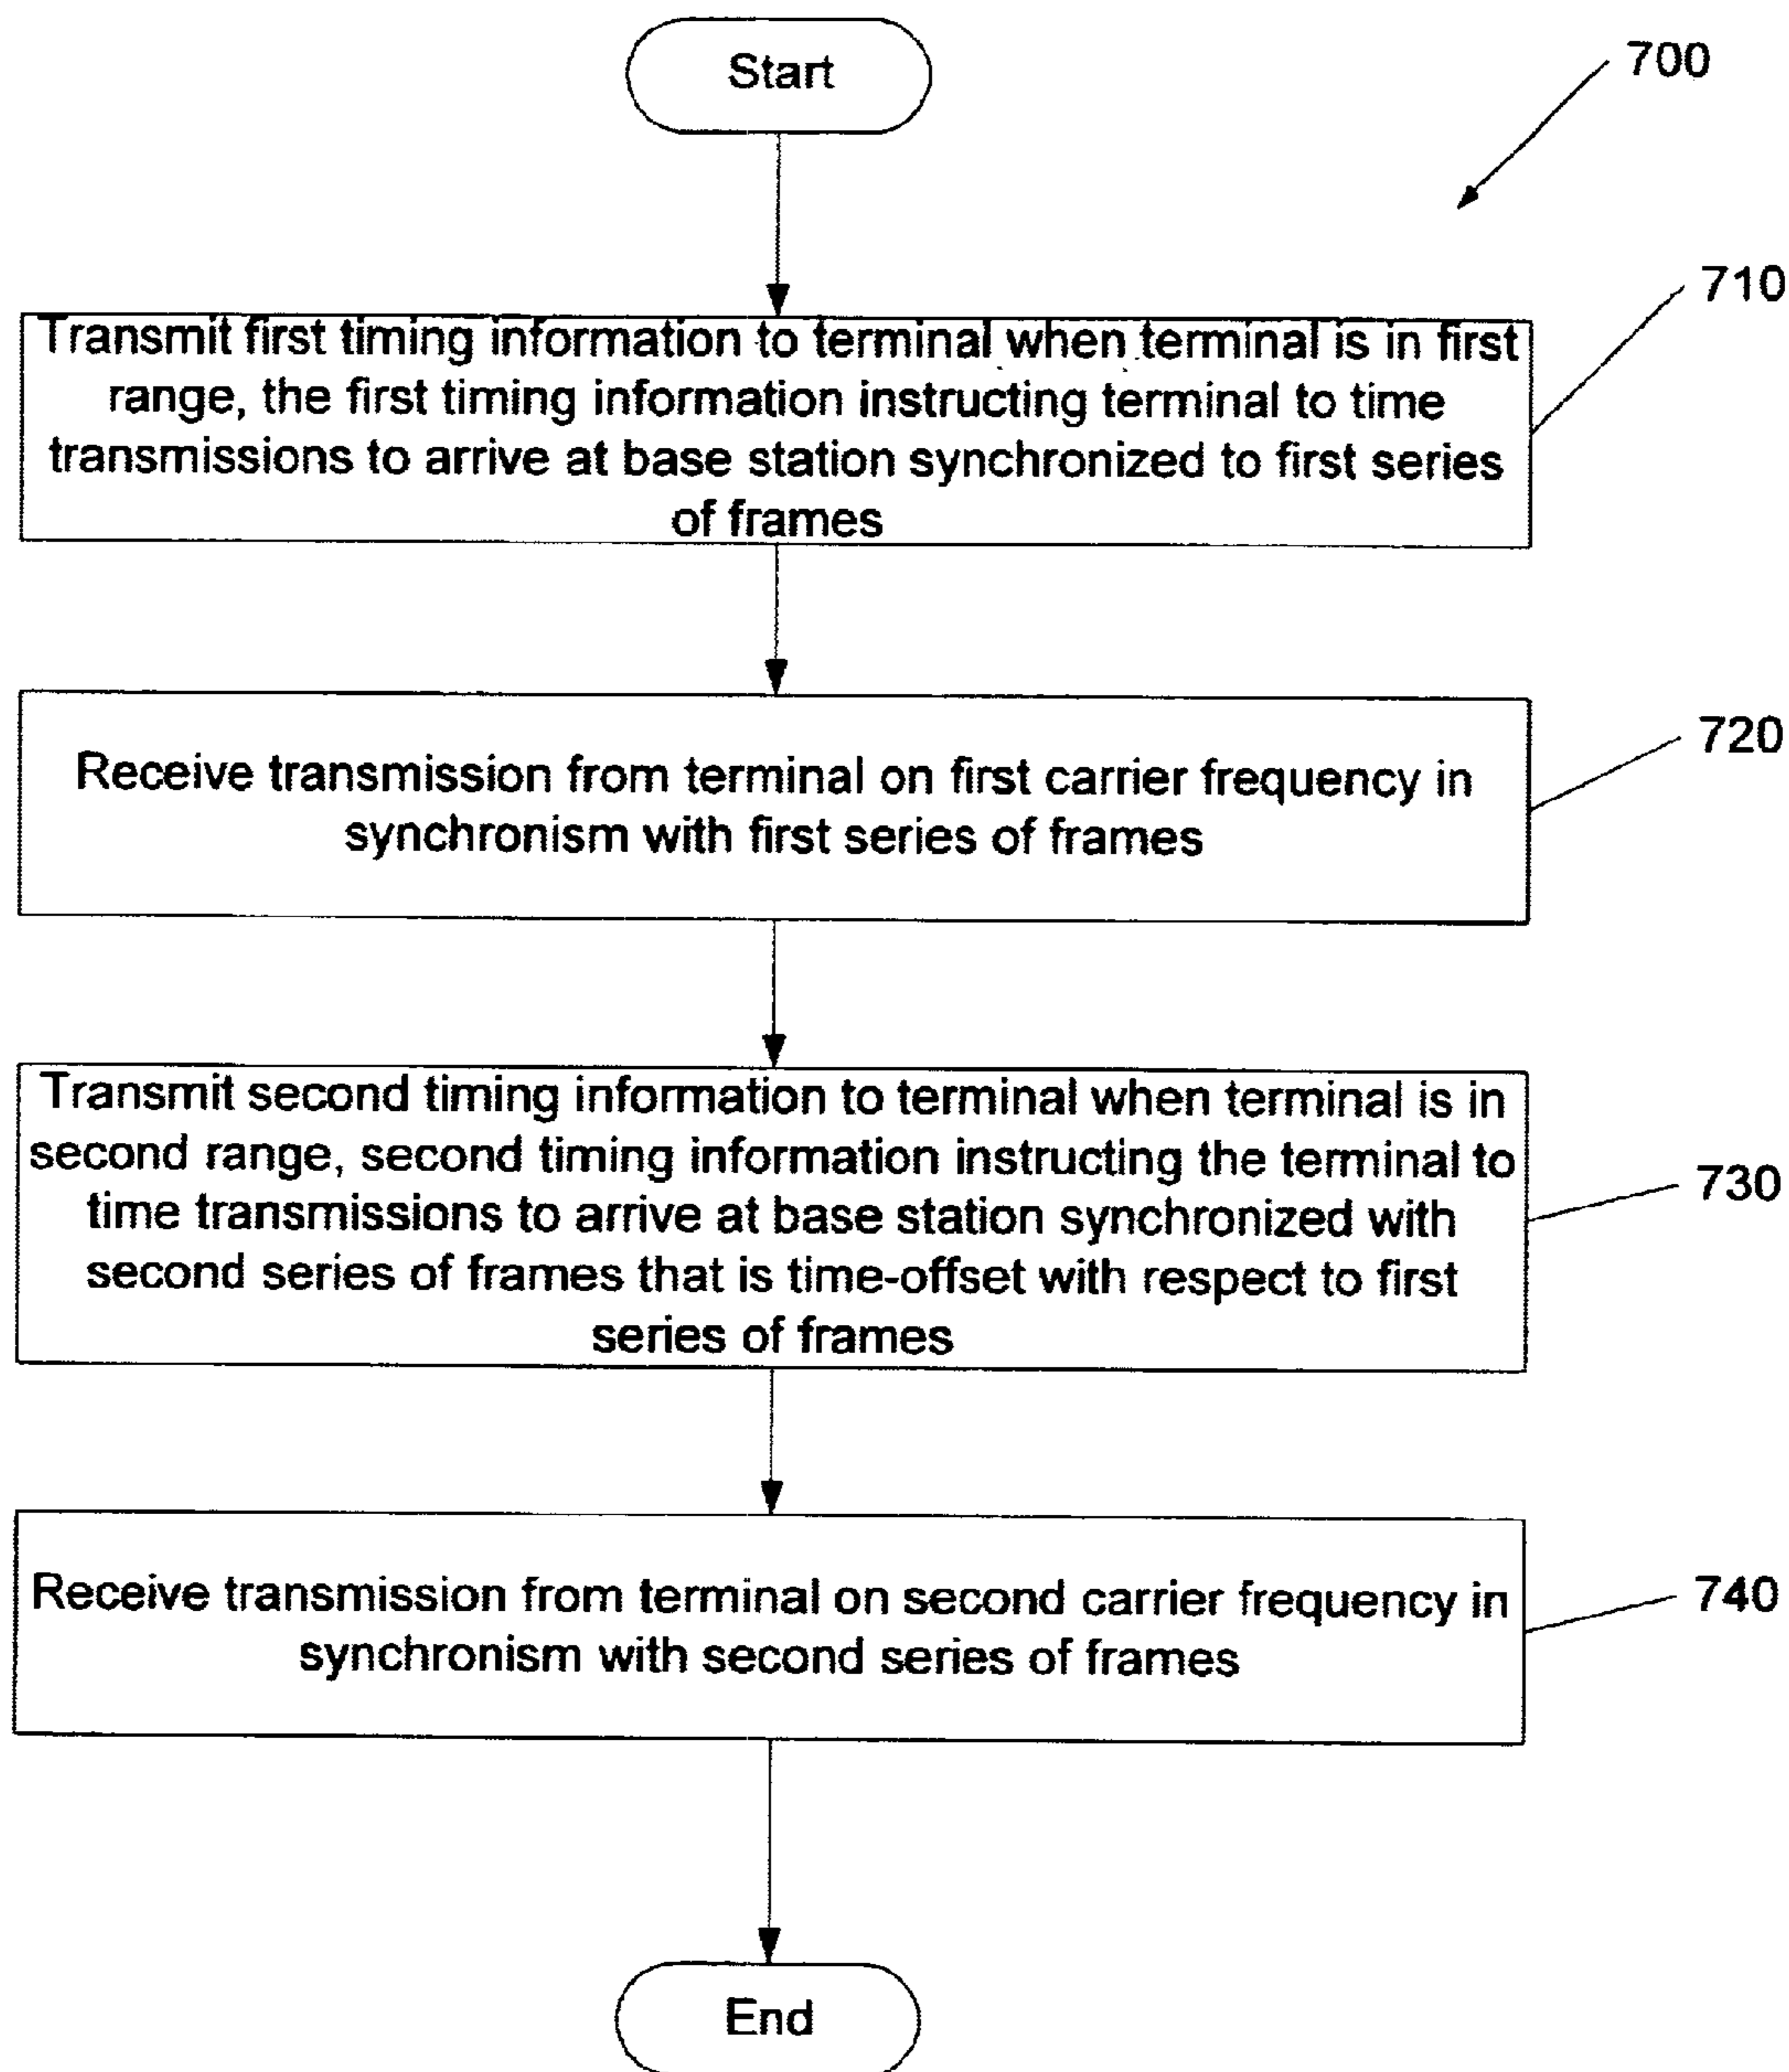 Start
700
710
Transmit first timing information to terminal when terminal is in first
range, the first timing information instructing terminal to time
transmissions to arrive at base station synchronized to first series
of frames
720
Receive transmission from terminal on first carrier frequency in
synchronism with first series of frames
Transmit second timing information to terminal when terminal is in
second range, second timing information instructing the terminal to
time transmissions to arrive at base station synchronized with
second series of frames that is time-offset with respect to first
series of frames
730
Receive transmission from terminal on second carrier frequency in
synchronism with second series of frames
740
End